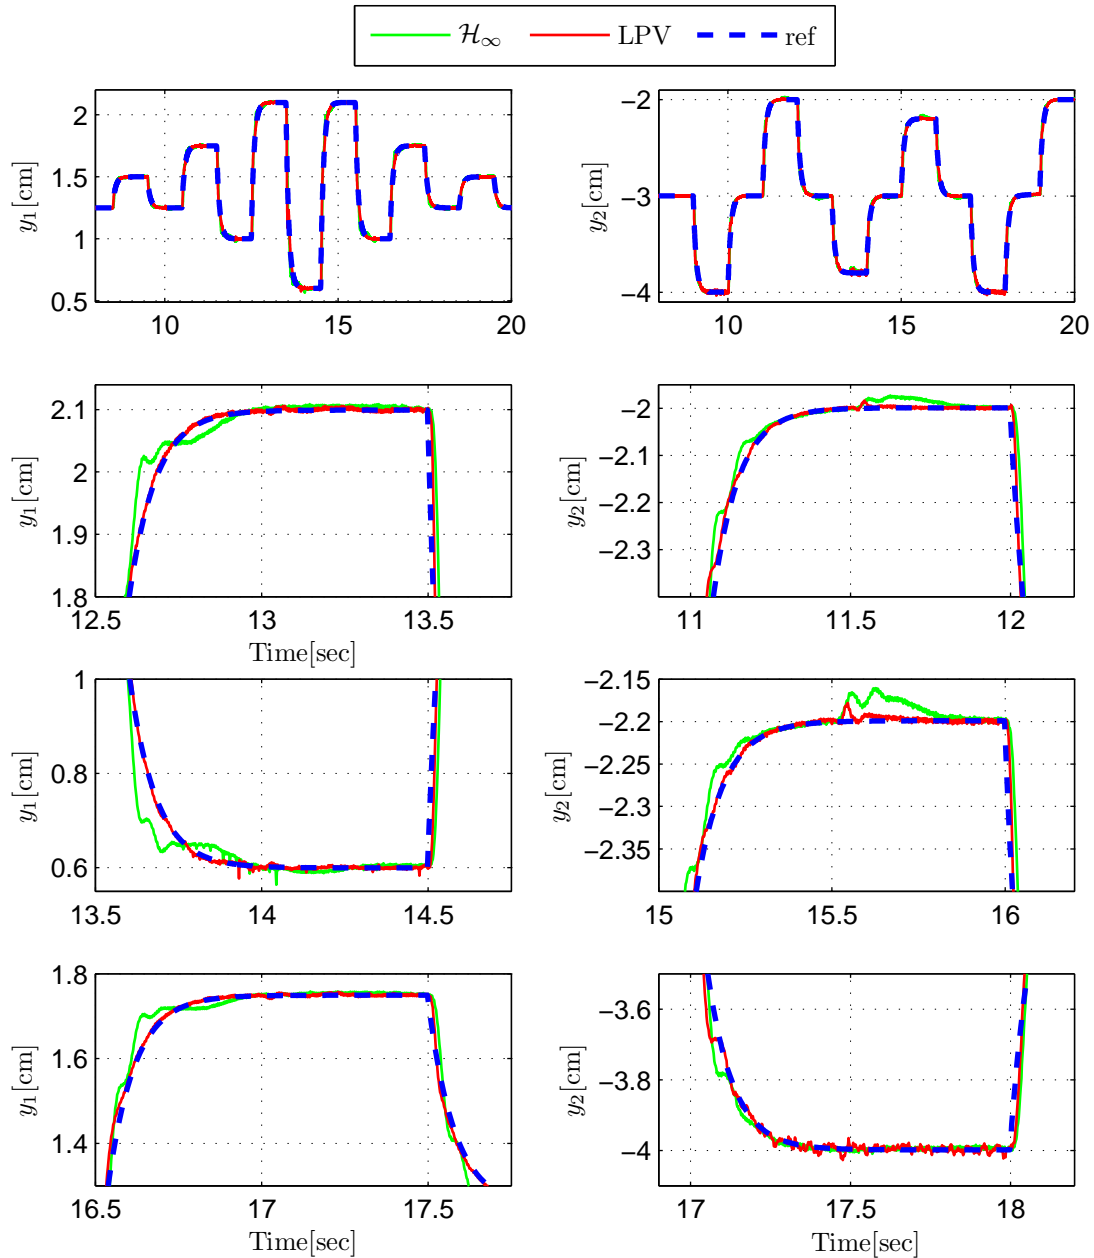 H∞ LPV ref
y1[cm]
2
1.5
1
0.5
10 15 20
y2[cm]
−2
−3
−4
10 15 20
y1[cm]
2.1
2
1.9
1.8
12.5 13 13.5
Time[sec]
y2[cm]
−2
−2.1
−2.2
−2.3
11 11.5 12
y1[cm]
1
0.8
0.6
13.5 14 14.5
y2[cm]
−2.15
−2.2
−2.25
−2.3
−2.35
15 15.5 16
y1[cm]
1.8
1.6
1.4
16.5 17 17.5
Time[sec]
y2[cm]
−3.6
−3.8
−4
17 17.5 18
Time[sec]